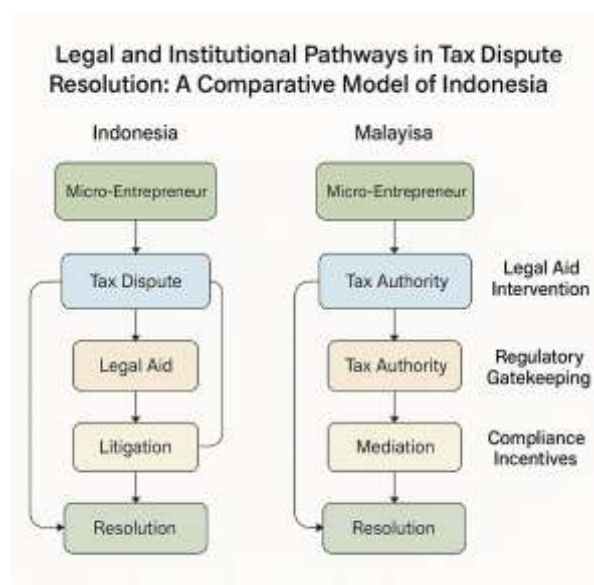 Legal and Institutional Pathways in Tax Dispute
Resolution: A Comparative Model of Indonesia
Indonesia
Malayisa
Micro-Entrepreneur
Micro-Entrepreneur
Tax Dispute
Tax Authority
Legal Aid
Intervention
Legal Aid
Tax Authority
Regulatory
Gatekeeping
Litigation
Mediation
Compliance
Incentives
Resolution
Resolution